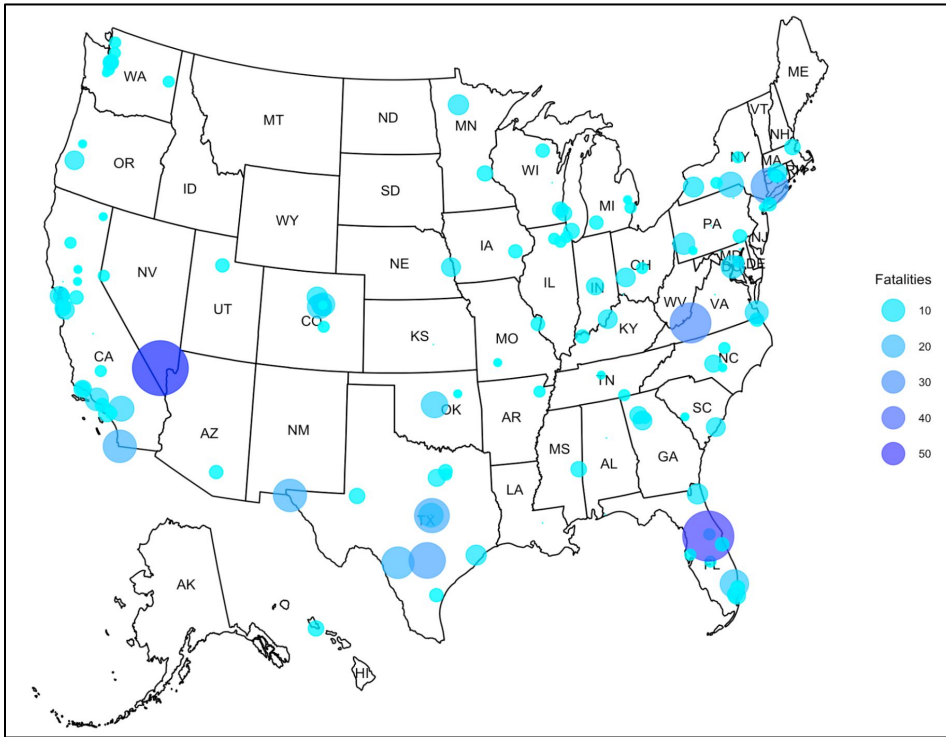 ME
WA
VT
MT
ND
MN
NH
NY
MA
OR
WI
SD
ID
MI
WY
PA
IA
NJ
NE
OH
MD
DE
Fatalities
NV
IL
IN
UT
WV
VA
10
CO
KS
MO
KY
20
CA
NC
TN
30
OK
AR
SC
AZ
NM
40
MS
AL
GA
50
LA
TX
FL
AK
HI